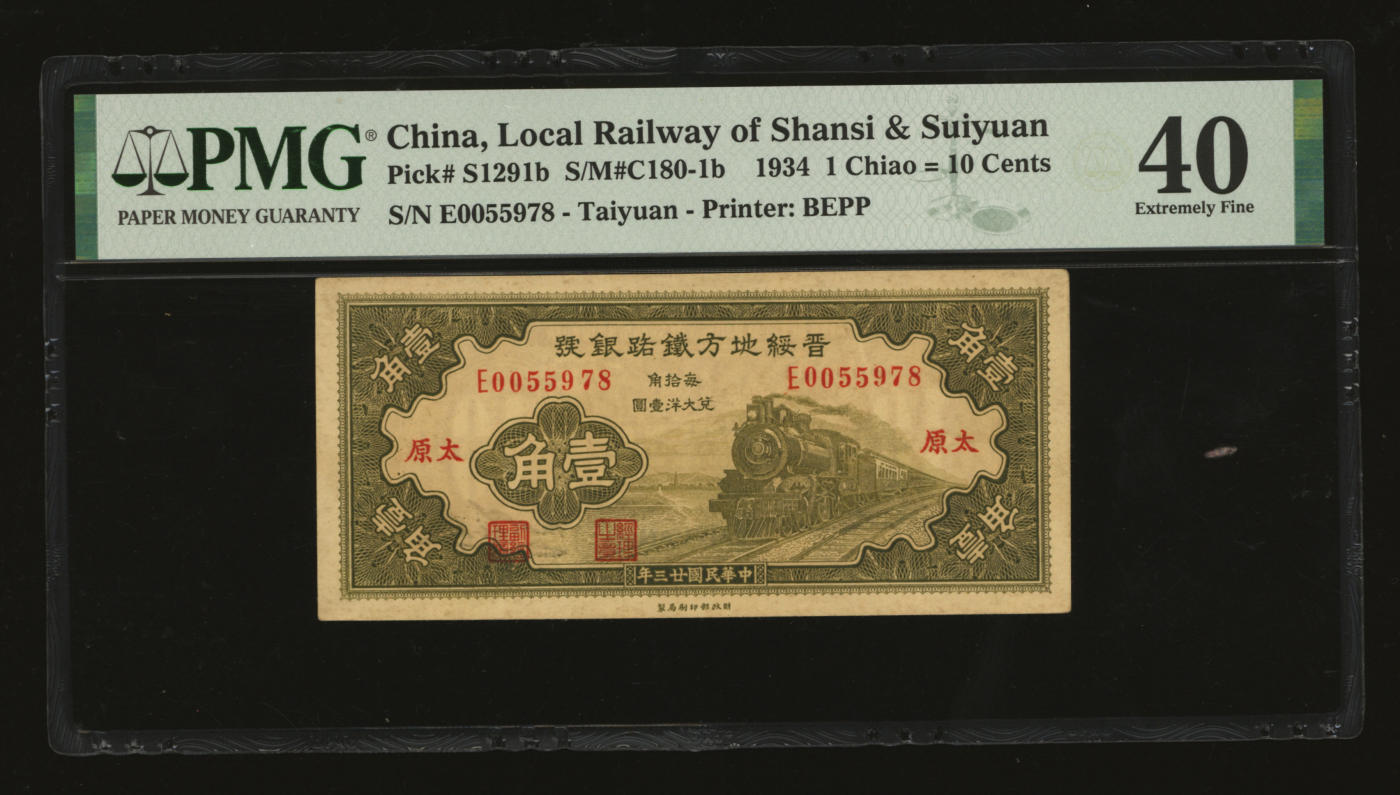 PMG®
PAPER MONEY GUARANTY
China, Local Railway of Shansi & Suiyuan
Pick# S1291b S/M#C180-1b 1934 1 Chiao = 10 Cents
S/N E0055978 - Taiyuan - Printer: BEPP
40
Extremely Fine
角壹
壹角
號銀路鐵方地綏晉
E0055978
E0055978
角拾每
圓壹洋大兌
原太
原太
角壹
角壹
角壹
年三廿國民華中
製局刷印部政財